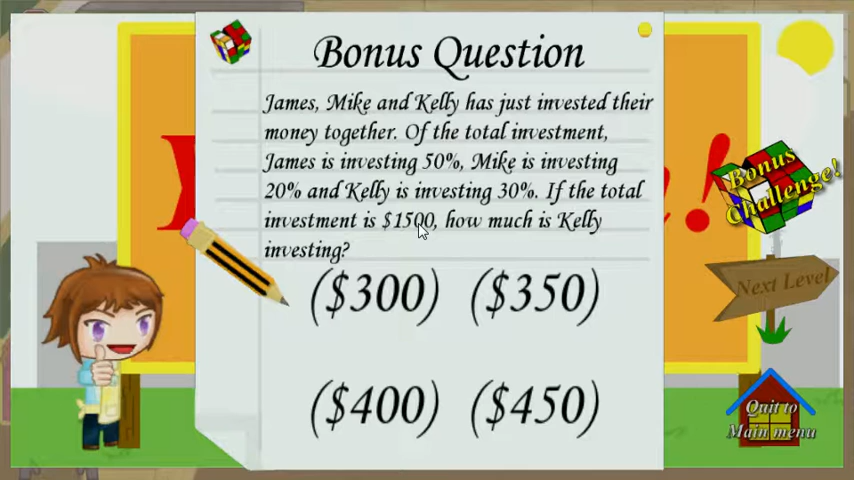 Bonus Question
James, Mike and Kelly has just invested their
money together. Of the total investment,
James is investing 50%, Mike is investing
20% and Kelly is investing 30%. If the total
investment is $1500, how much is Kelly
investing?
($300) ($350)
($400) ($450)
Bonus
Challenge!
Next Level
Quit to
Main menu